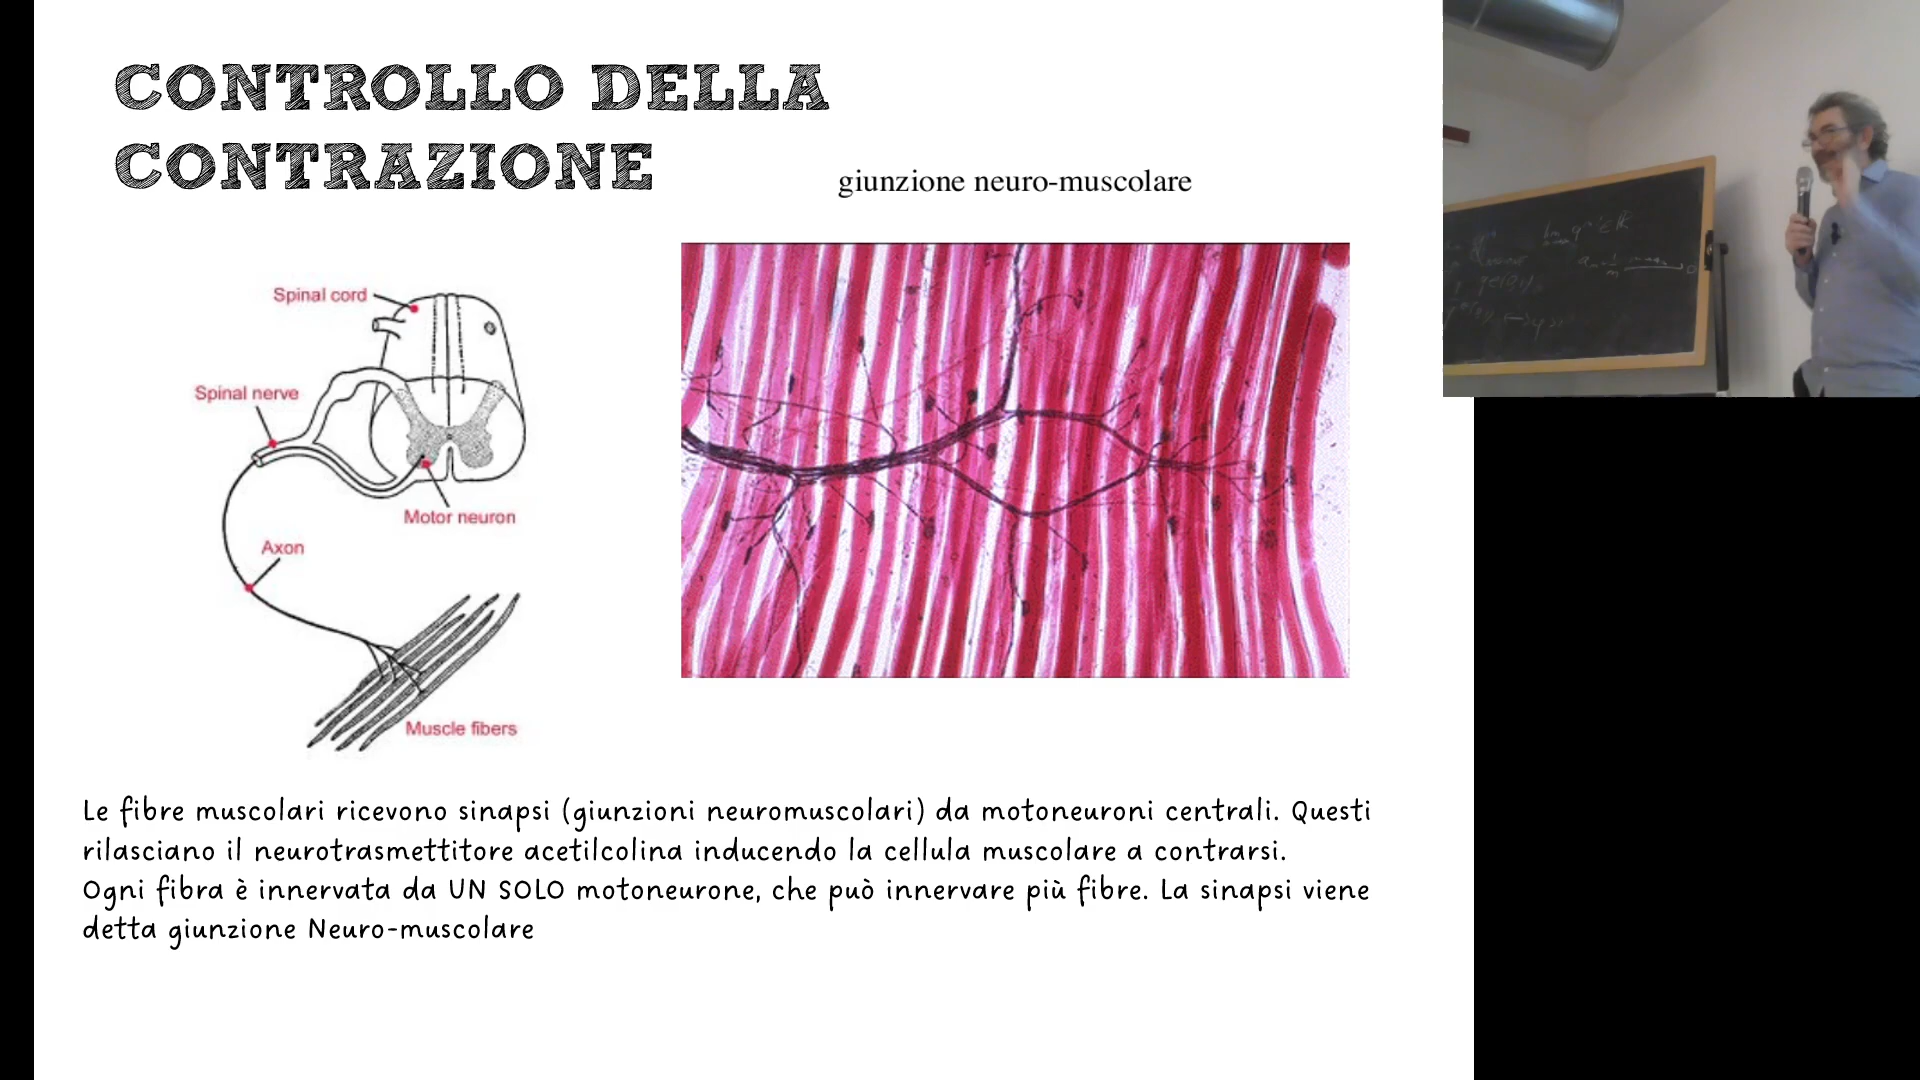 CONTROLLO DELLA
CONTRAZIONE
giunzione neuro-muscolare
Spinal cord
Spinal nerve
Motor neuron
Axon
Muscle fibers
Le fibre muscolari ricevono sinapsi (giunzioni neuromuscolari) da motoneuroni centrali. Questi
rilasciano il neurotrasmettitore acetilcolina inducendo la cellula muscolare a contrarsi.
Ogni fibra è innervata da UN SOLO motoneurone, che può innervare più fibre. La sinapsi viene
detta giunzione Neuro-muscolare